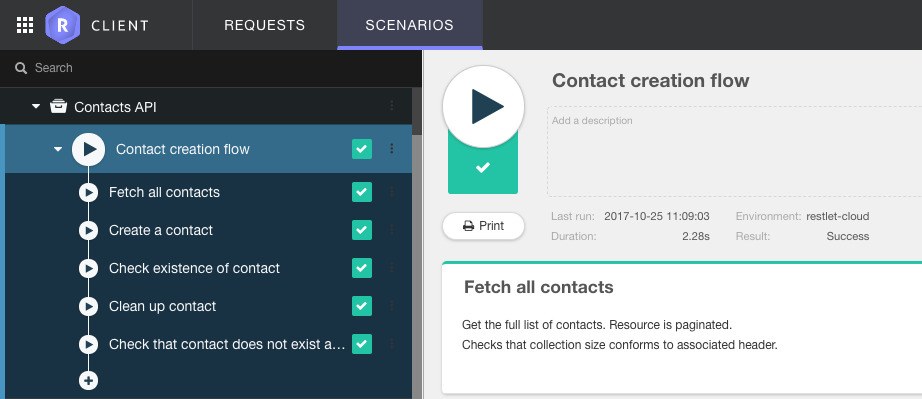 R CLIENT REQUESTS SCENARIOS
Search
Contacts API
Contact creation flow
Fetch all contacts
Create a contact
Check existence of contact
Clean up contact
Check that contact does not exist a...
Contact creation flow
Add a description
Print
Last run: 2017-10-25 11:09:03 Environment: restlet-cloud
Duration: 2.28s Result: Success
Fetch all contacts
Get the full list of contacts. Resource is paginated.
Checks that collection size conforms to associated header.